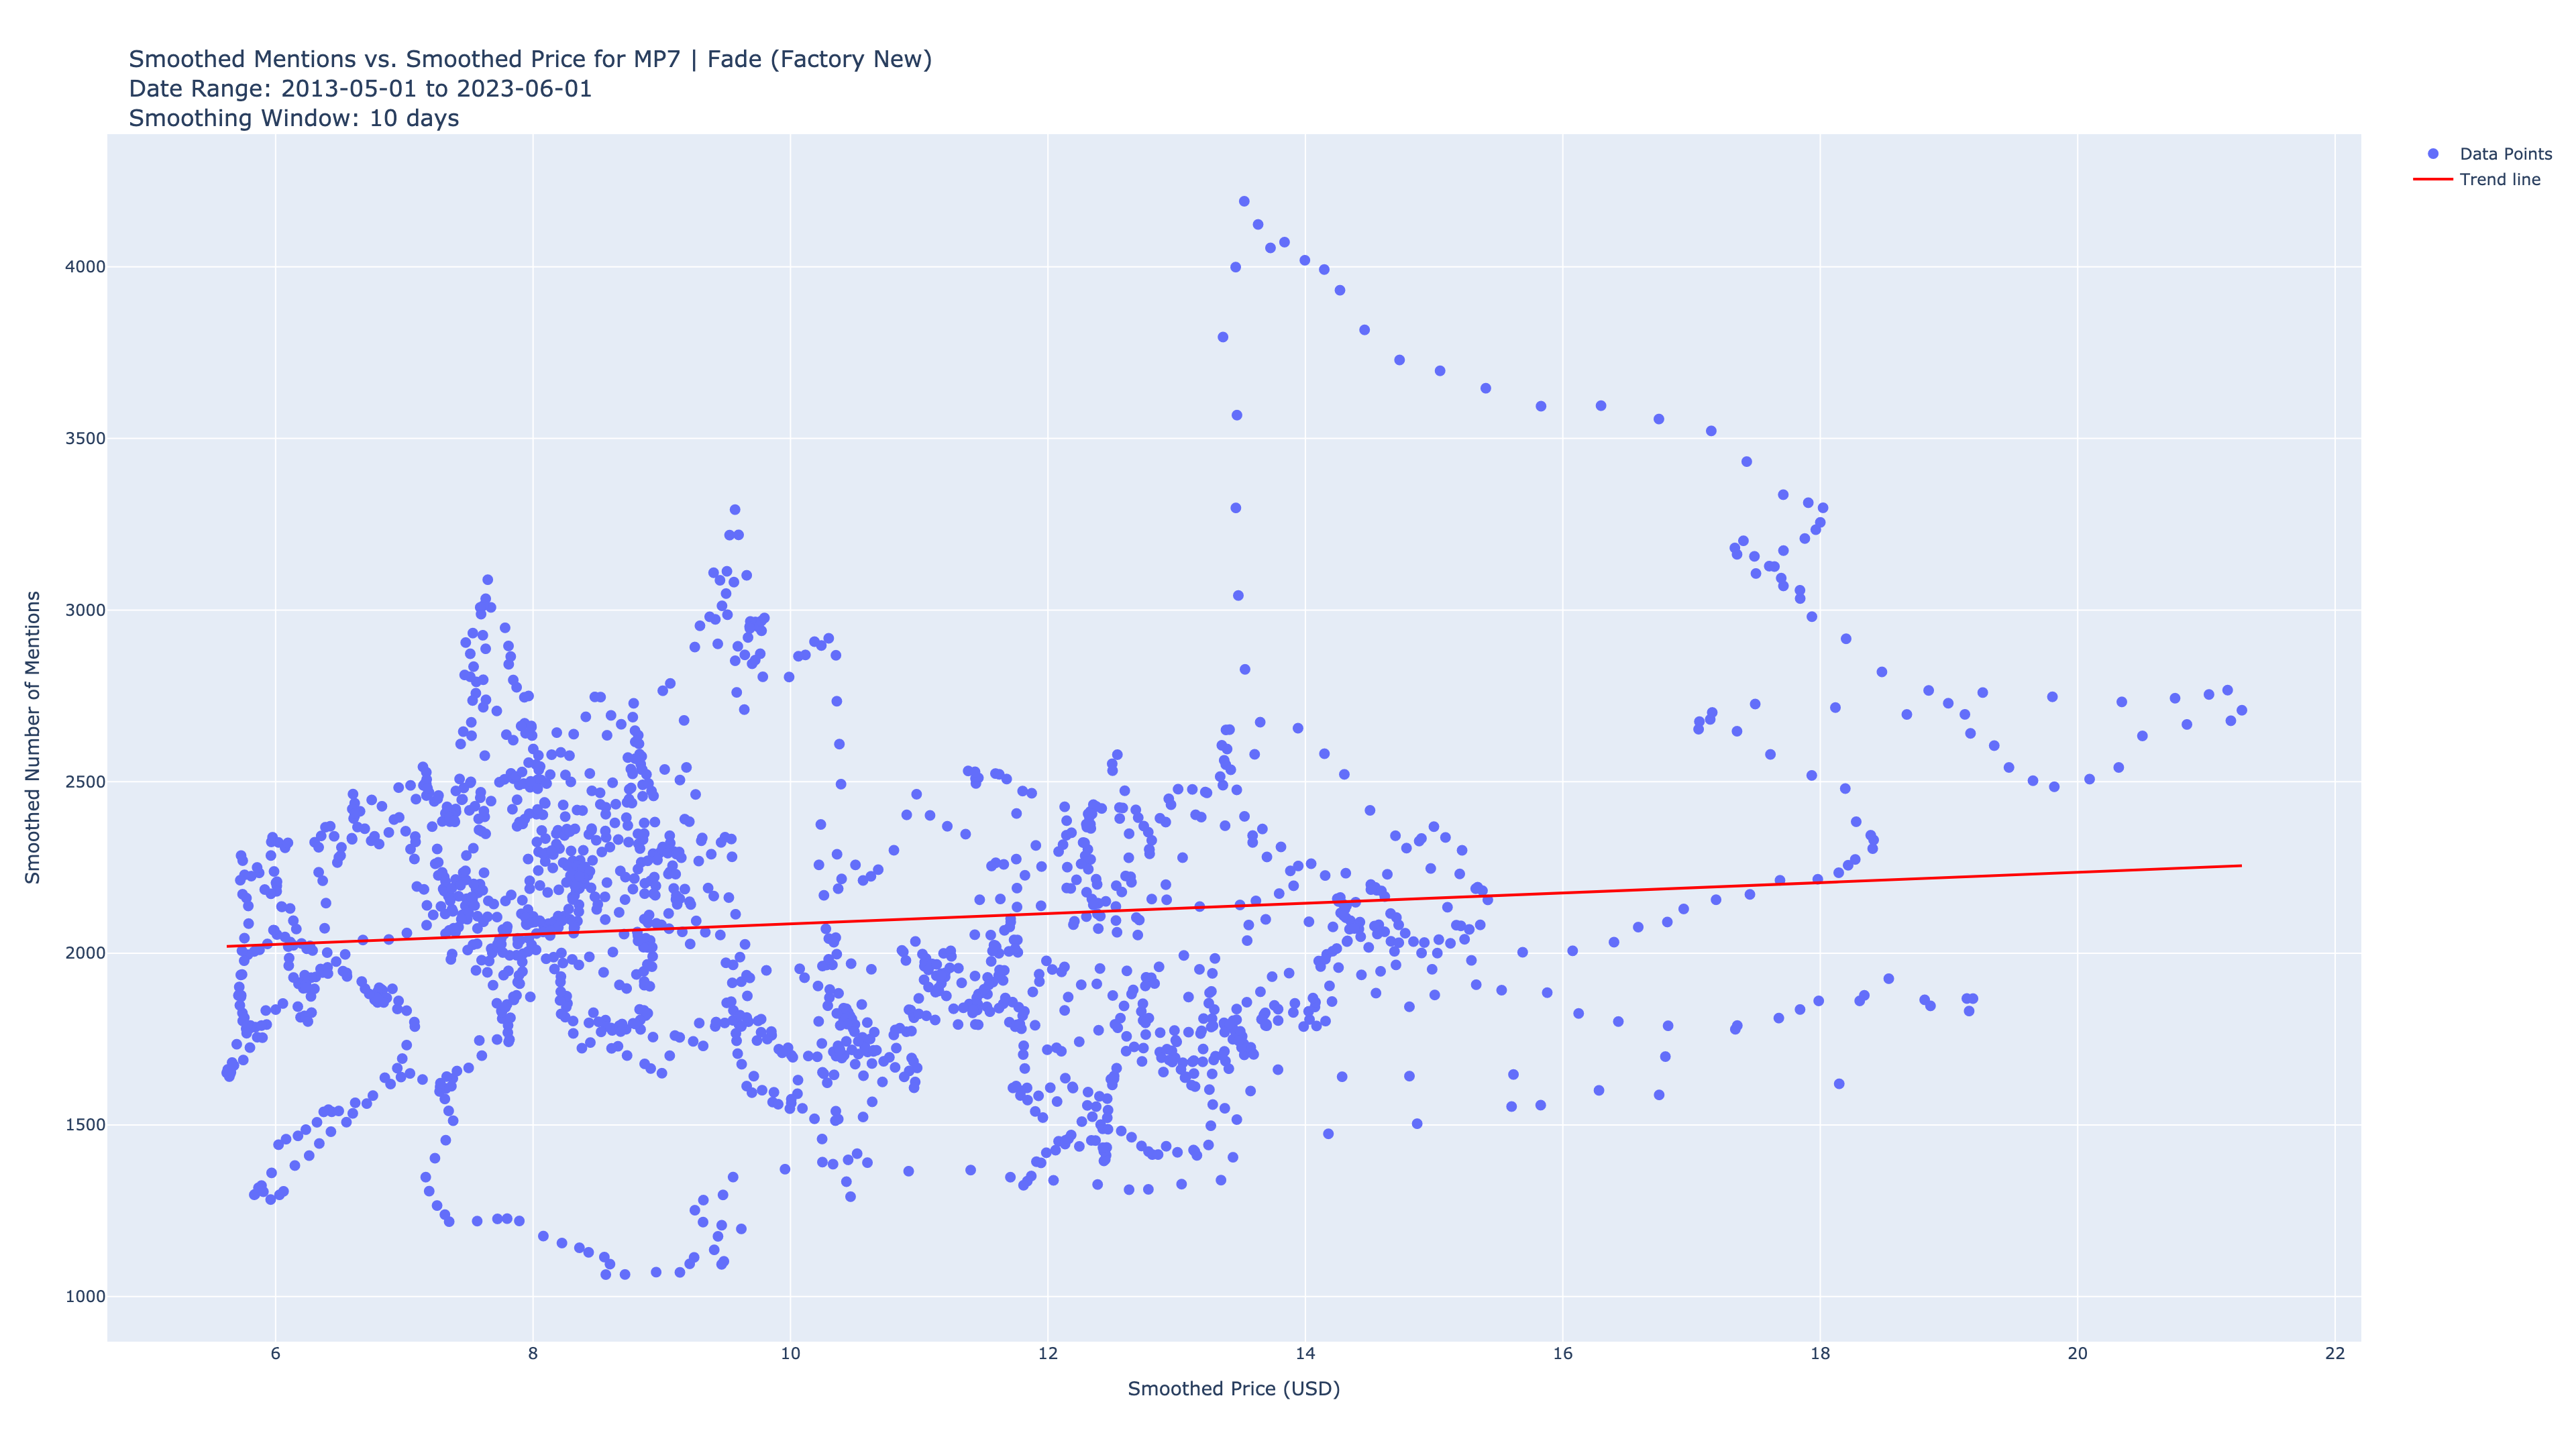 Smoothed Mentions vs. Smoothed Price for MP7 | Fade (Factory New)
Date Range: 2013-05-01 to 2023-06-01
Smoothing Window: 10 days
Data Points
Trend line
Smoothed Number of Mentions
4000
3500
3000
2500
2000
1500
1000
6 8 10 12 14 16 18 20 22
Smoothed Price (USD)